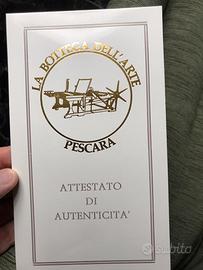 LA BOTTEGA DELL'ARTE
PESCARA
ATTESTATO
DI
AUTENTICITA'
subito